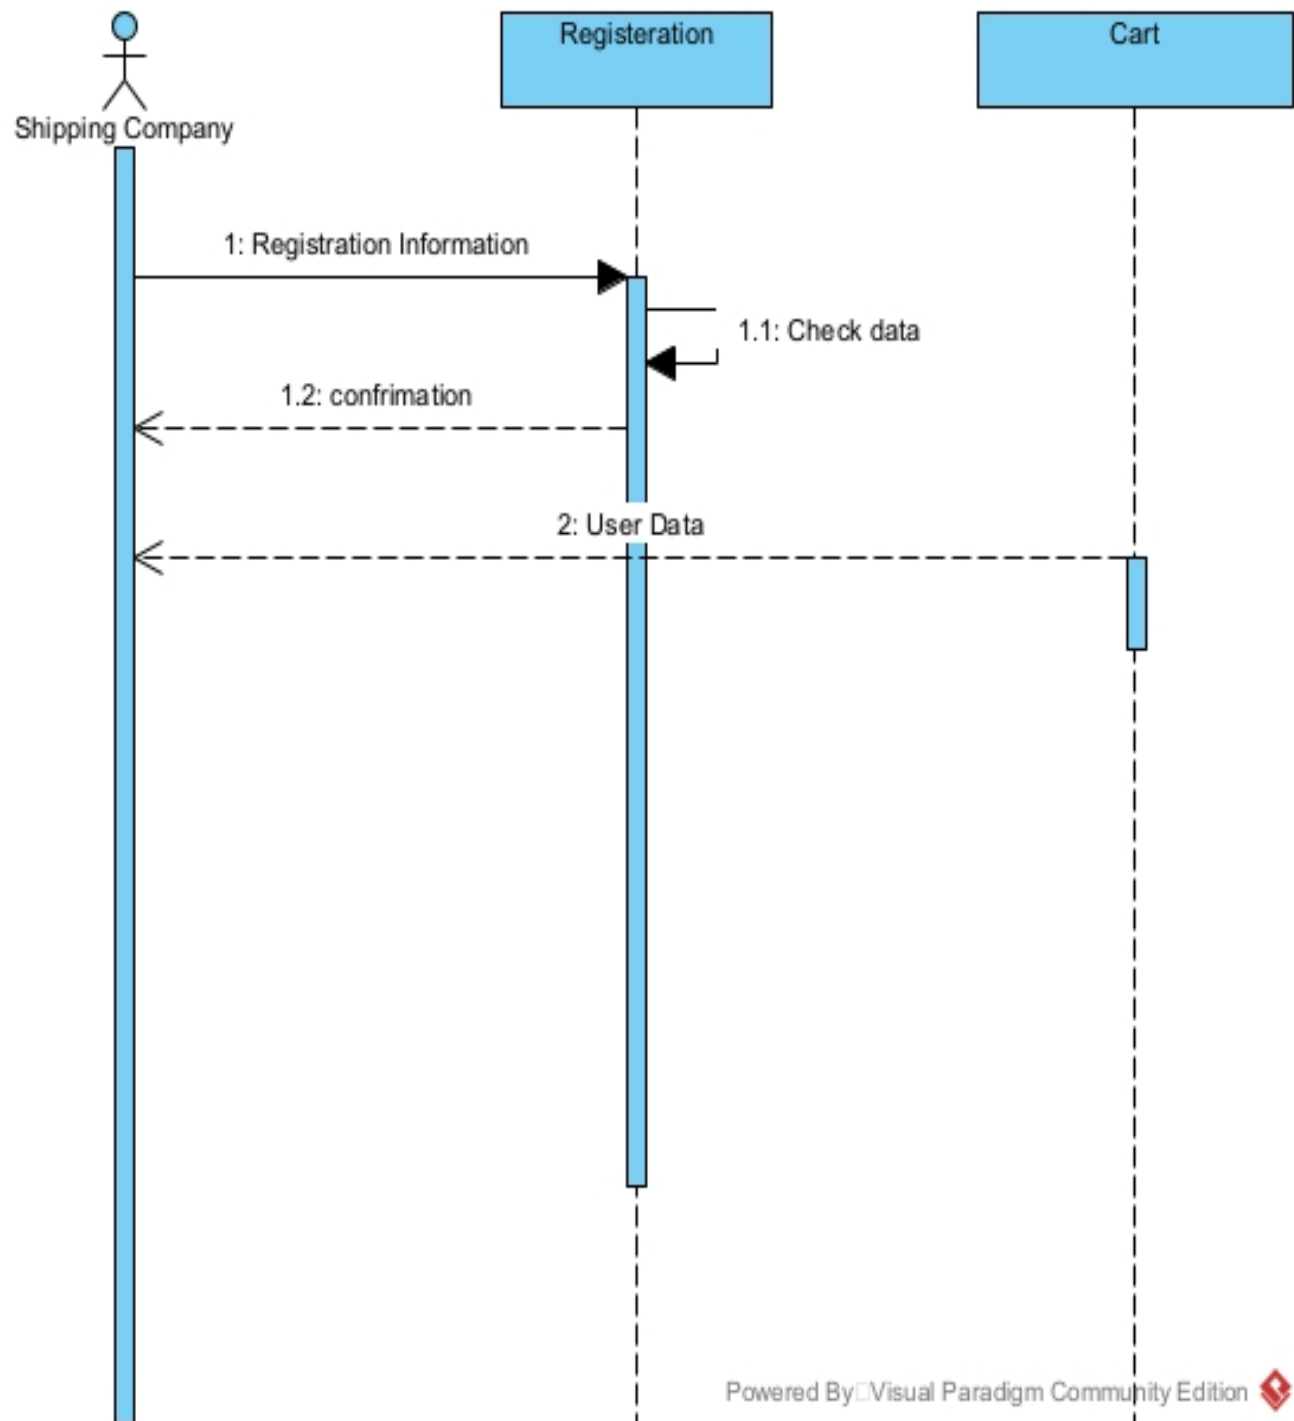 Registeration
Cart
Shipping Company
1: Registration Information
1.1: Check data
1.2: confrimation
2: User Data
Powered By□Visual Paradigm Community Edition